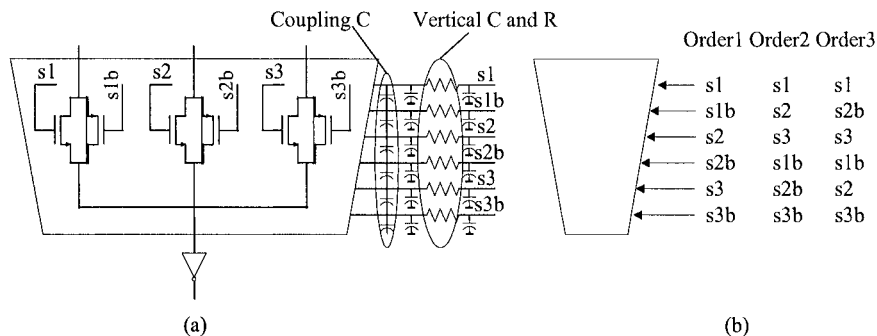 Coupling C
Vertical C and R
s1
s1b
s2
s2b
s3
s3b
s1
s1b
s2
s2b
s3
s3b
(a)
Order1 Order2 Order3
s1 s1 s1
s1b s2 s2b
s2 s3 s3
s2b s1b s1b
s3 s2b s2
s3b s3b s3b
(b)